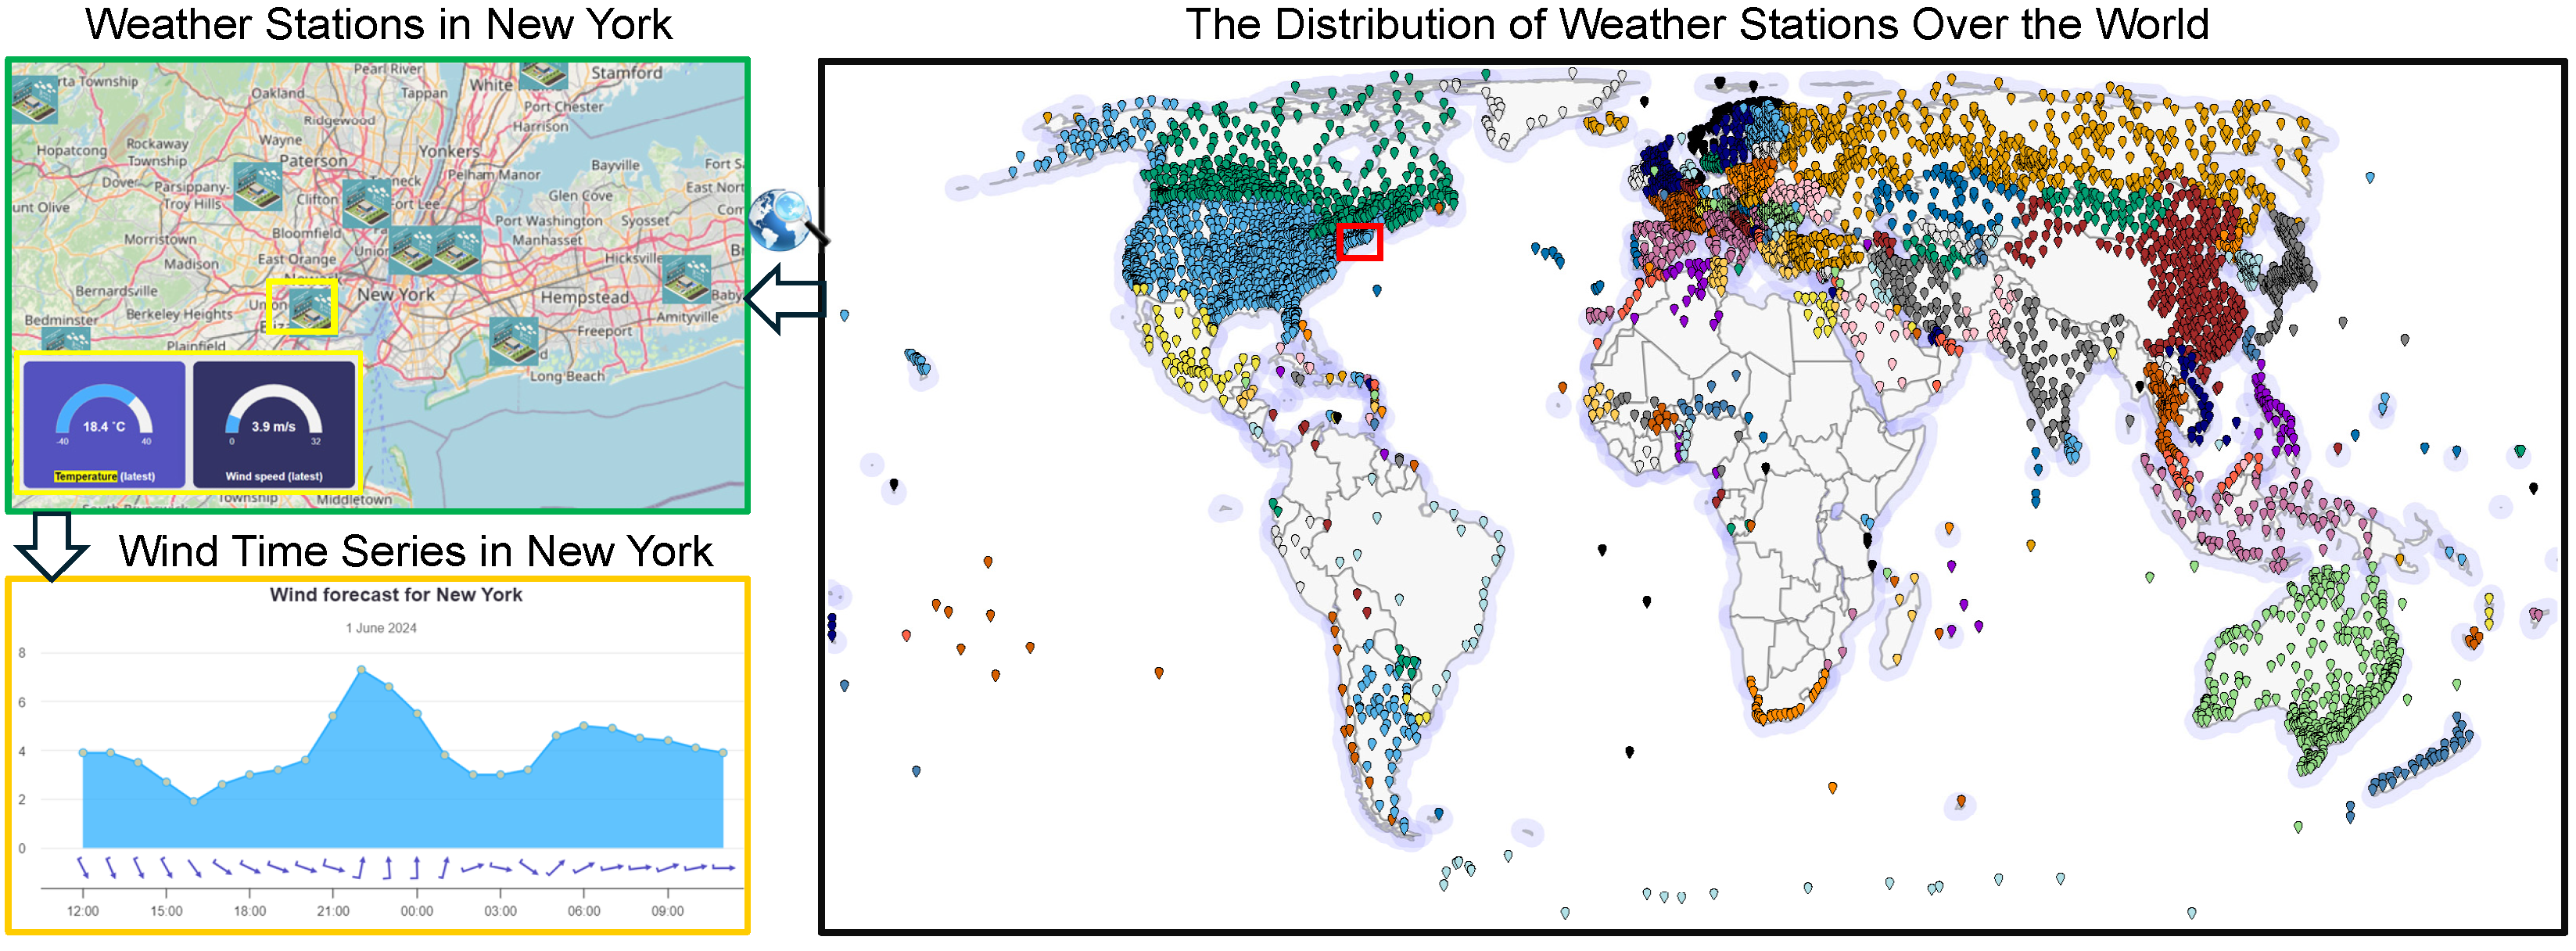 Weather Stations in New York
The Distribution of Weather Stations Over the World
Pearl River
Stamford
rta Township
White
Oakland
Tappan
Port Chester
Ridgewood
Harrison
Wayne
Hopatcong
Rockaway
Township
Paterson
Yonkers
Bayville
Fort S
Dover
Parsippany-
Troy Hills
neck
Pelham Manor
Glen Cove
East Nort
unt Olive
Clifton
Fort Lee
Port Washington
Syosset
Com
Morristown
Bloomfield
Manhasset
Madison
East Orange
Union
Hicksville
Br
Newark
Bernardsville
Union
New York
Hempstead
Baby
Bedminster
Berkeley Heights
Eliza
Freeport
Amityville
Plainfield
d
Long Beach
18.4 °C
-40
40
Temperature (latest)
3.9 m/s
0
32
Wind speed (latest)
Township
Middletown
Wind Time Series in New York
Wind forecast for New York
1 June 2024
8
6
4
2
0
12:00
15:00
18:00
21:00
00:00
03:00
06:00
09:00